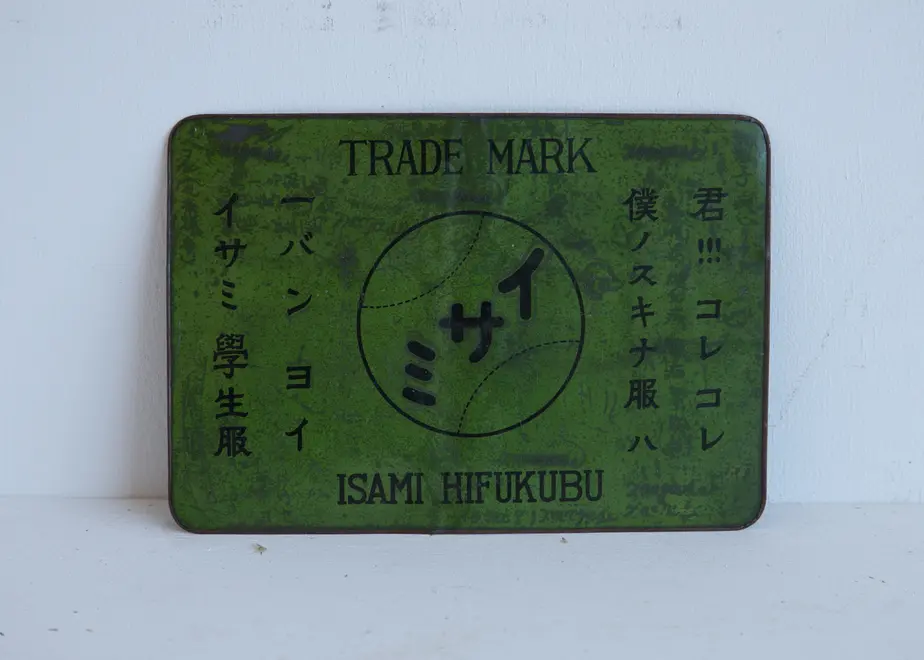 TRADE MARK
君!!! コレコレ
僕ノスキナ服ハ
イサミ
一バンヨイ
イサミ學生服
ISAMI HIFUKUBU